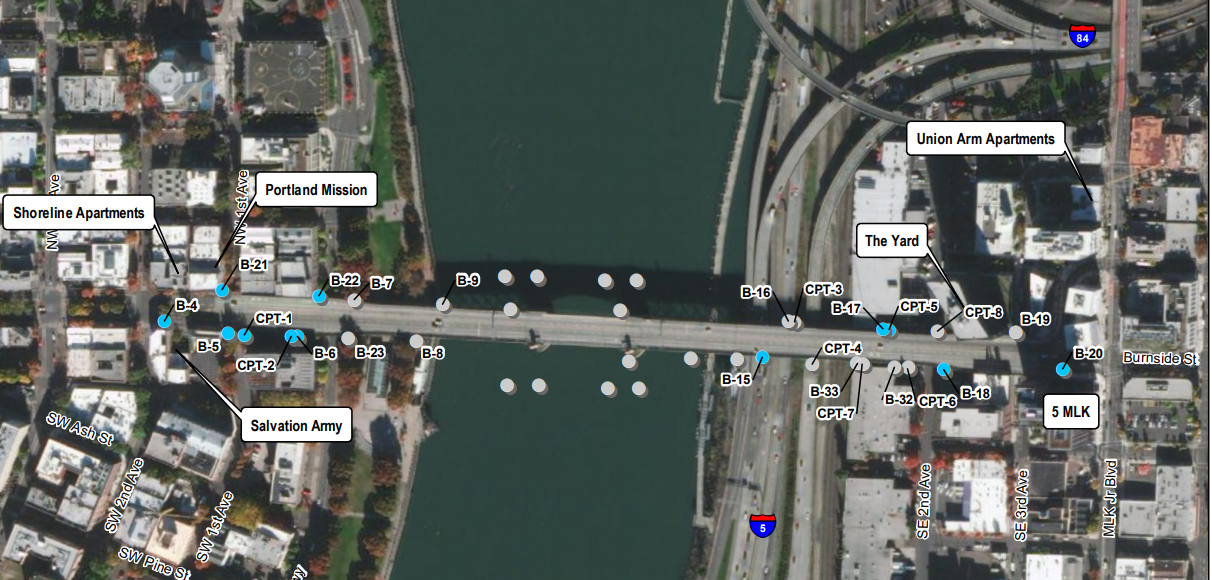 84
Union Arm Apartments
NW
Ave
NW 1st Ave
Portland Mission
Shoreline Apartments
The Yard
B-21
B-22
B-7
B-9
B-16
CPT-3
B-4
CPT-1
B-17
CPT-5
CPT-8
B-19
B-5
CPT-2
B-6
B-23
B-8
CPT-4
B-15
B-33
CPT-7
B-32
CPT-6
B-18
B-20
Burnside St
Salvation Army
5 MLK
SW Ash St
SW 2nd Ave
SW 1st Ave
SW Pine St
SE 2nd Ave
SE 3rd Ave
MLK Jr Blvd
5